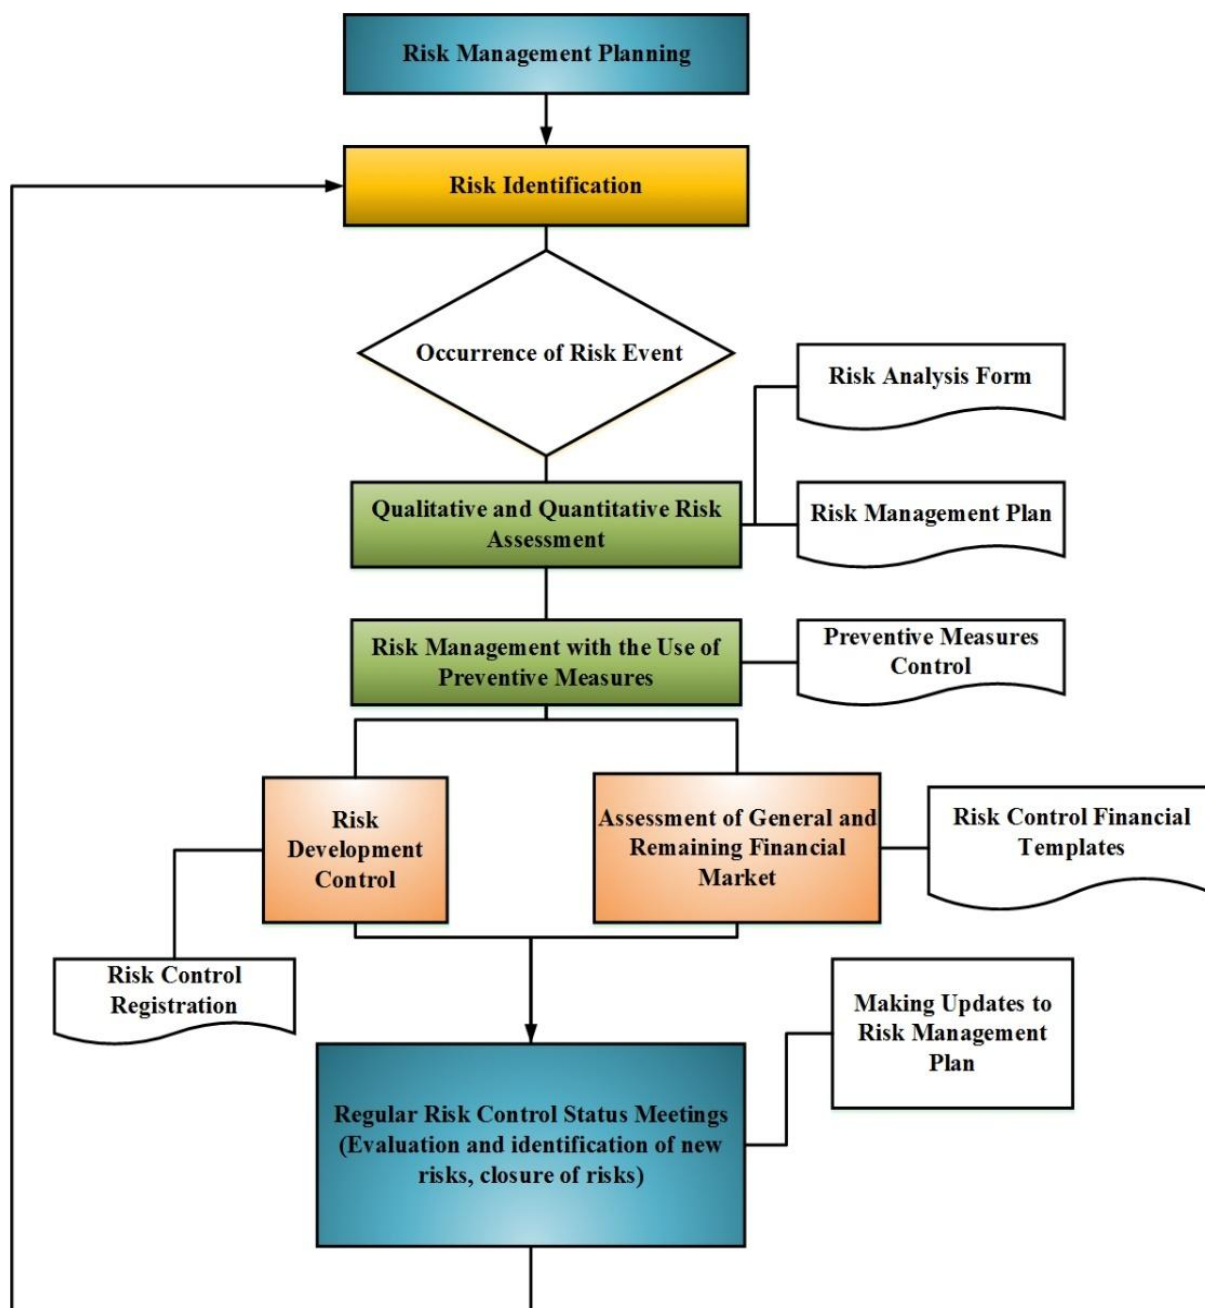 Risk Management Planning
Risk Identification
Occurrence of Risk Event
Risk Analysis Form
Qualitative and Quantitative Risk
Assessment
Risk Management Plan
Risk Management with the Use of
Preventive Measures
Preventive Measures
Control
Risk
Development
Control
Assessment of General and
Remaining Financial
Market
Risk Control Financial
Templates
Risk Control
Registration
Making Updates to
Risk Management
Plan
Regular Risk Control Status Meetings
(Evaluation and identification of new
risks, closure of risks)